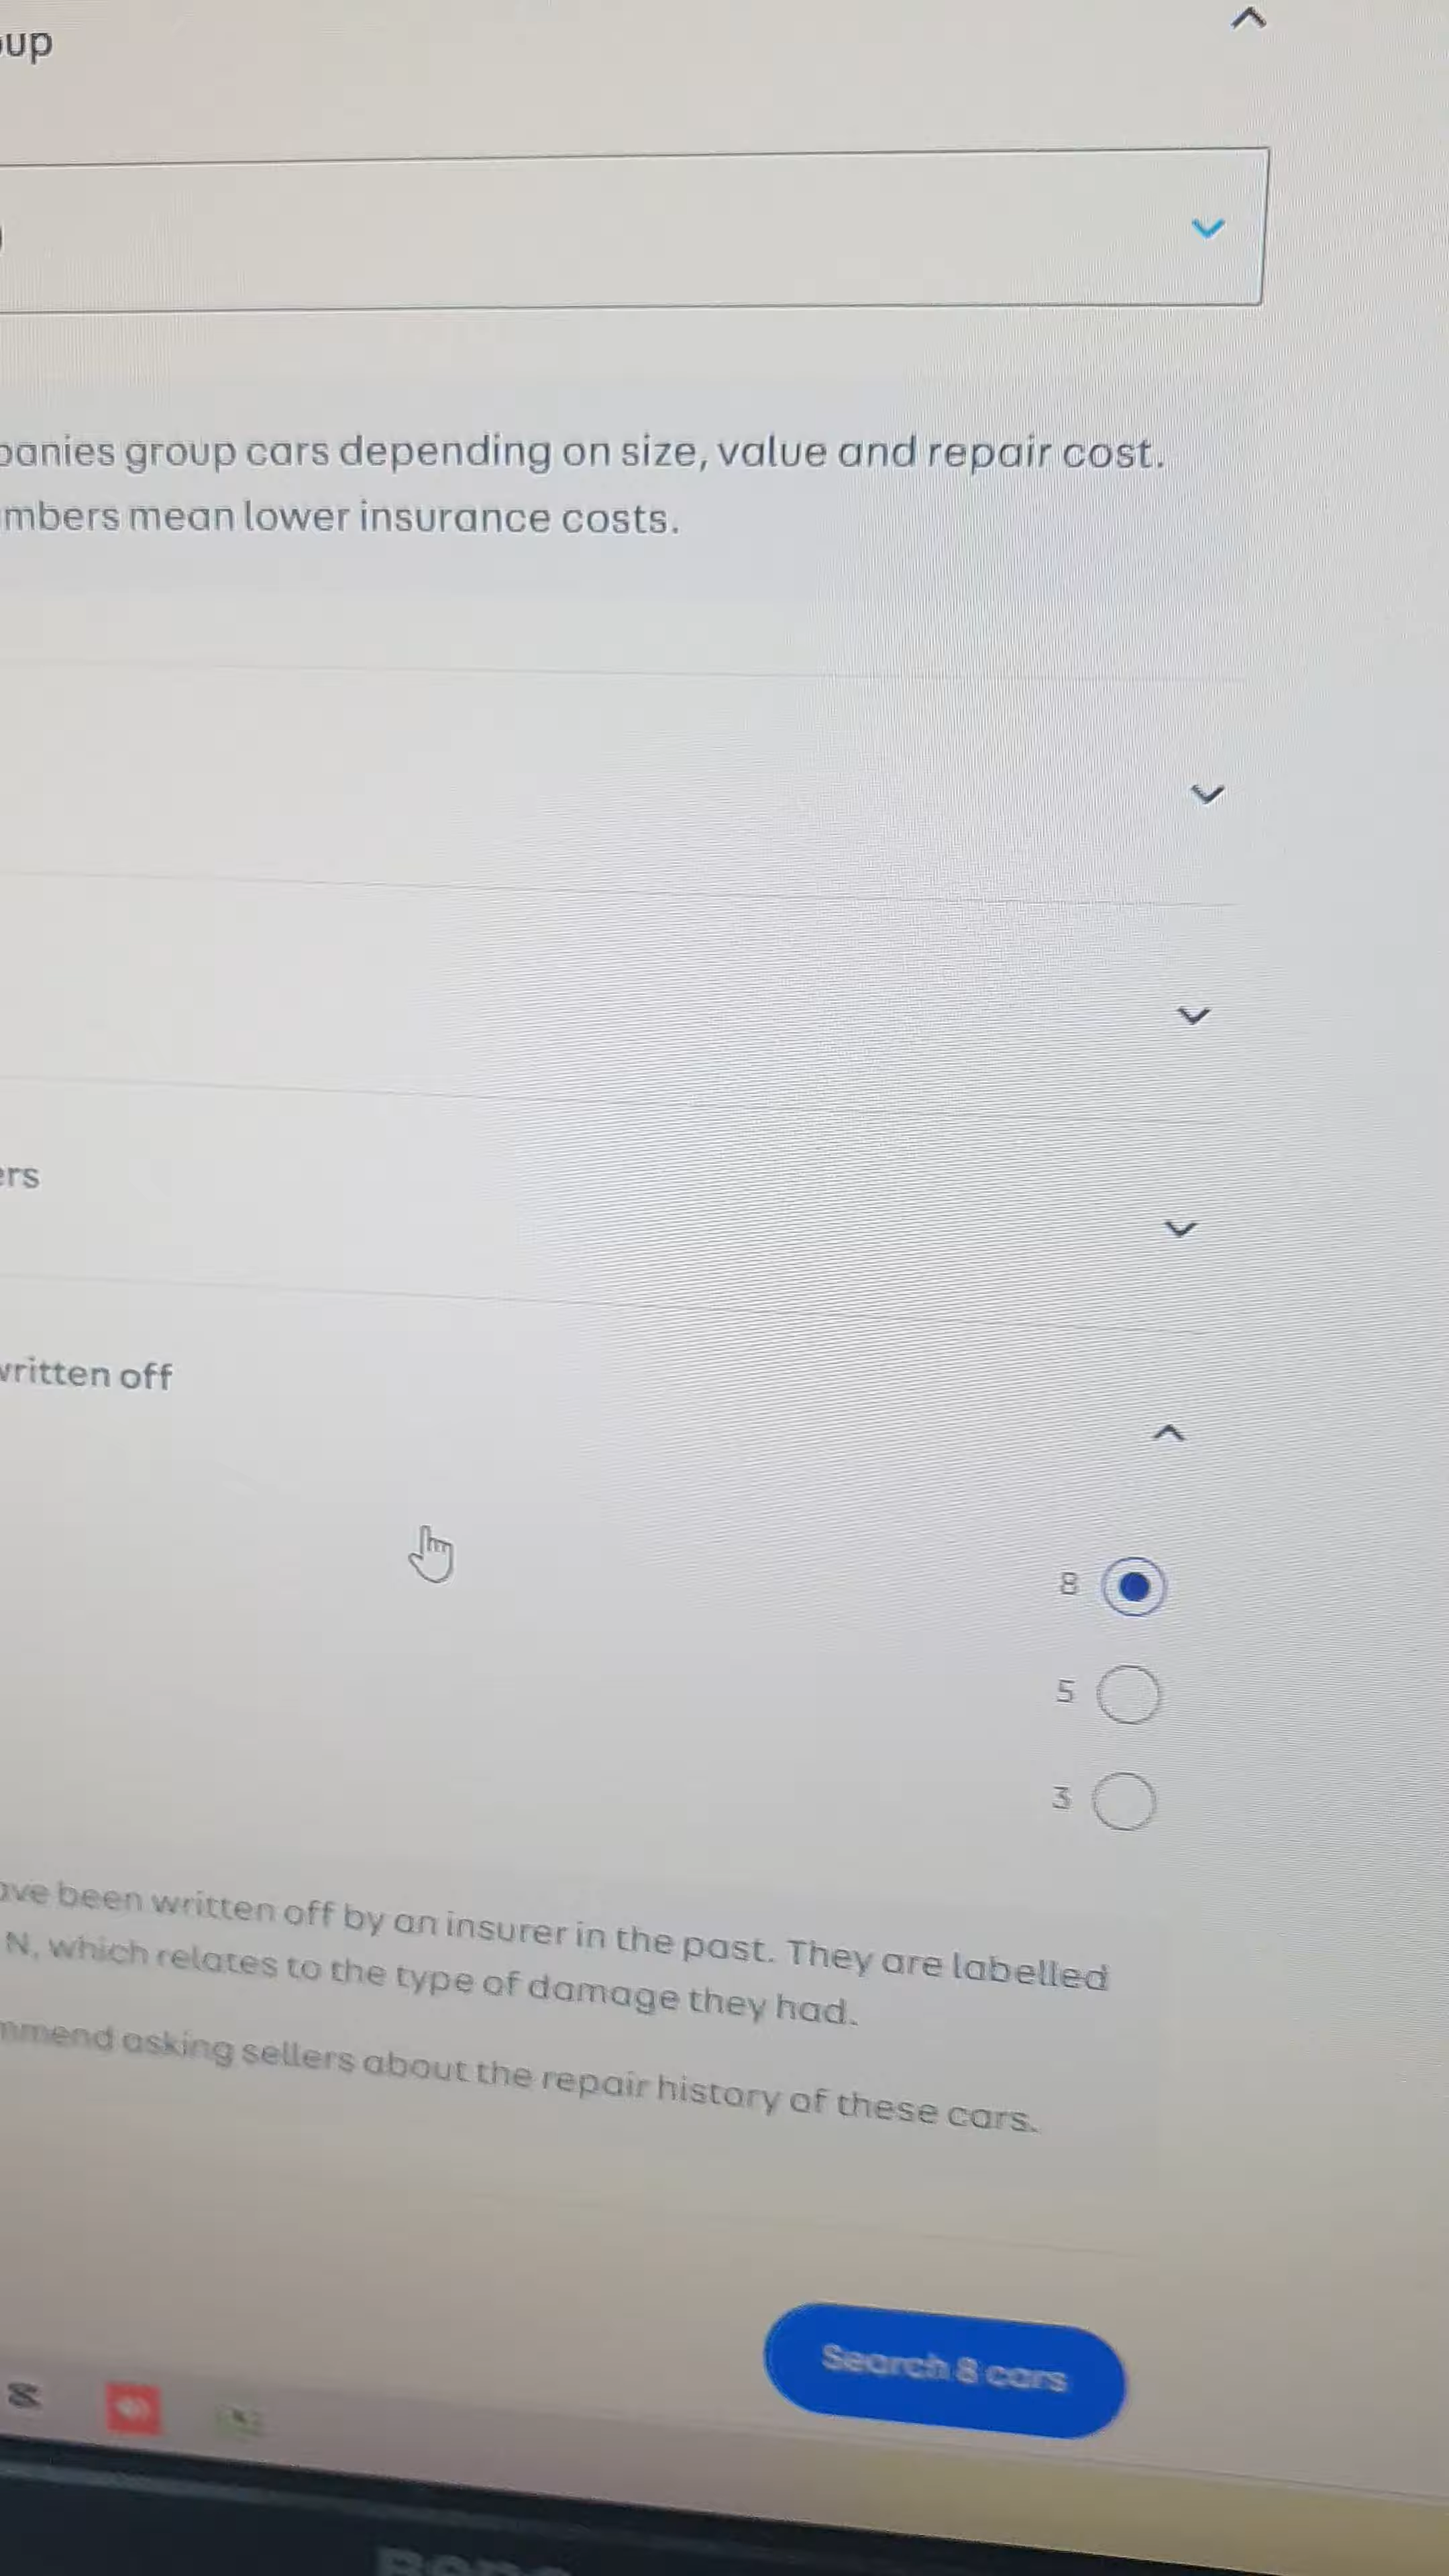 up
panies group cars depending on size, value and repair cost.
mbers mean lower insurance costs.
ers
written off
8
5
3
ave been written off by an insurer in the past. They are labelled
N, which relates to the type of damage they had.
mmend asking sellers about the repair history of these cars.
Search 8 cars